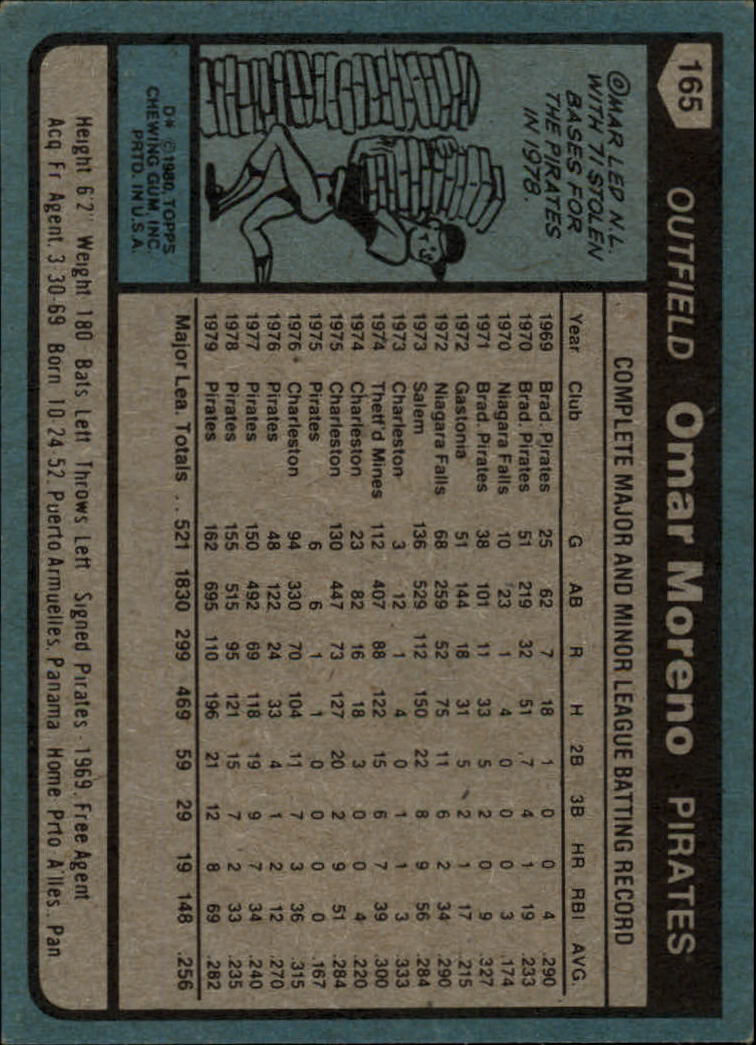 165
OUTFIELD Omar Moreno PIRATES
OMAR LED N.L.
WITH 71 STOLEN
BASES FOR
THE PIRATES
IN 1978.
D* © 1980, TOPPS
CHEWING GUM, INC.
PRTD. IN U.S.A.
COMPLETE MAJOR AND MINOR LEAGUE BATTING RECORD
Year Club G AB R H 2B 3B HR RBI AVG.
1969 Brad. Pirates 25 62 7 18 1 0 0 4 .290
1970 Brad. Pirates 51 219 32 51 7 4 1 19 .233
1970 Niagara Falls 10 23 1 4 0 0 0 3 .174
1971 Brad. Pirates 38 101 11 33 5 2 0 9 .327
1972 Gastonia 51 144 18 31 5 2 1 17 .215
1972 Niagara Falls 68 259 52 75 11 6 2 34 .290
1973 Salem 136 529 112 150 22 8 9 56 .284
1973 Charleston 3 12 1 4 0 1 1 3 .333
1974 Thetf'd Mines 112 407 88 122 15 6 7 39 .300
1974 Charleston 23 82 16 18 3 0 0 4 .220
1975 Charleston 130 447 73 127 20 2 9 51 .284
1975 Pirates 6 6 1 1 0 0 0 0 .167
1976* Charleston 94 330 70 104 11 7 3 36 .315
1976 Pirates 48 122 24 33 4 1 2 12 .270
1977 Pirates 150 492 69 118 19 9 7 34 .240
1978 Pirates 155 515 95 121 15 7 2 33 .235
1979 Pirates 162 695 110 196 21 12 8 69 .282
Major Lea. Totals . . 521 1830 299 469 59 29 19 148 .256
Height 6'2" Weight 180 Bats Left Throws Left Signed Pirates - 1969, Free Agent
Acq Fr Agent, 3-30-69 Born 10-24-52, Puerto Armuelles, Panama Home Prto A'lles., Pan